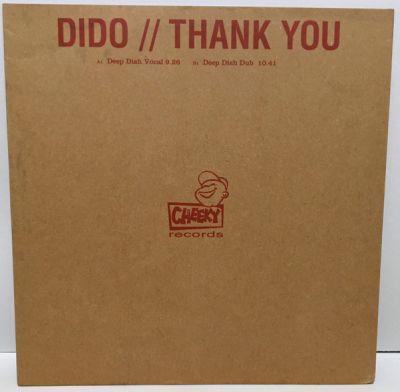 DIDO // THANK YOU
A: Deep Dish Vocal 9.26 B: Deep Dish Dub 10.41
CHEEKY
records